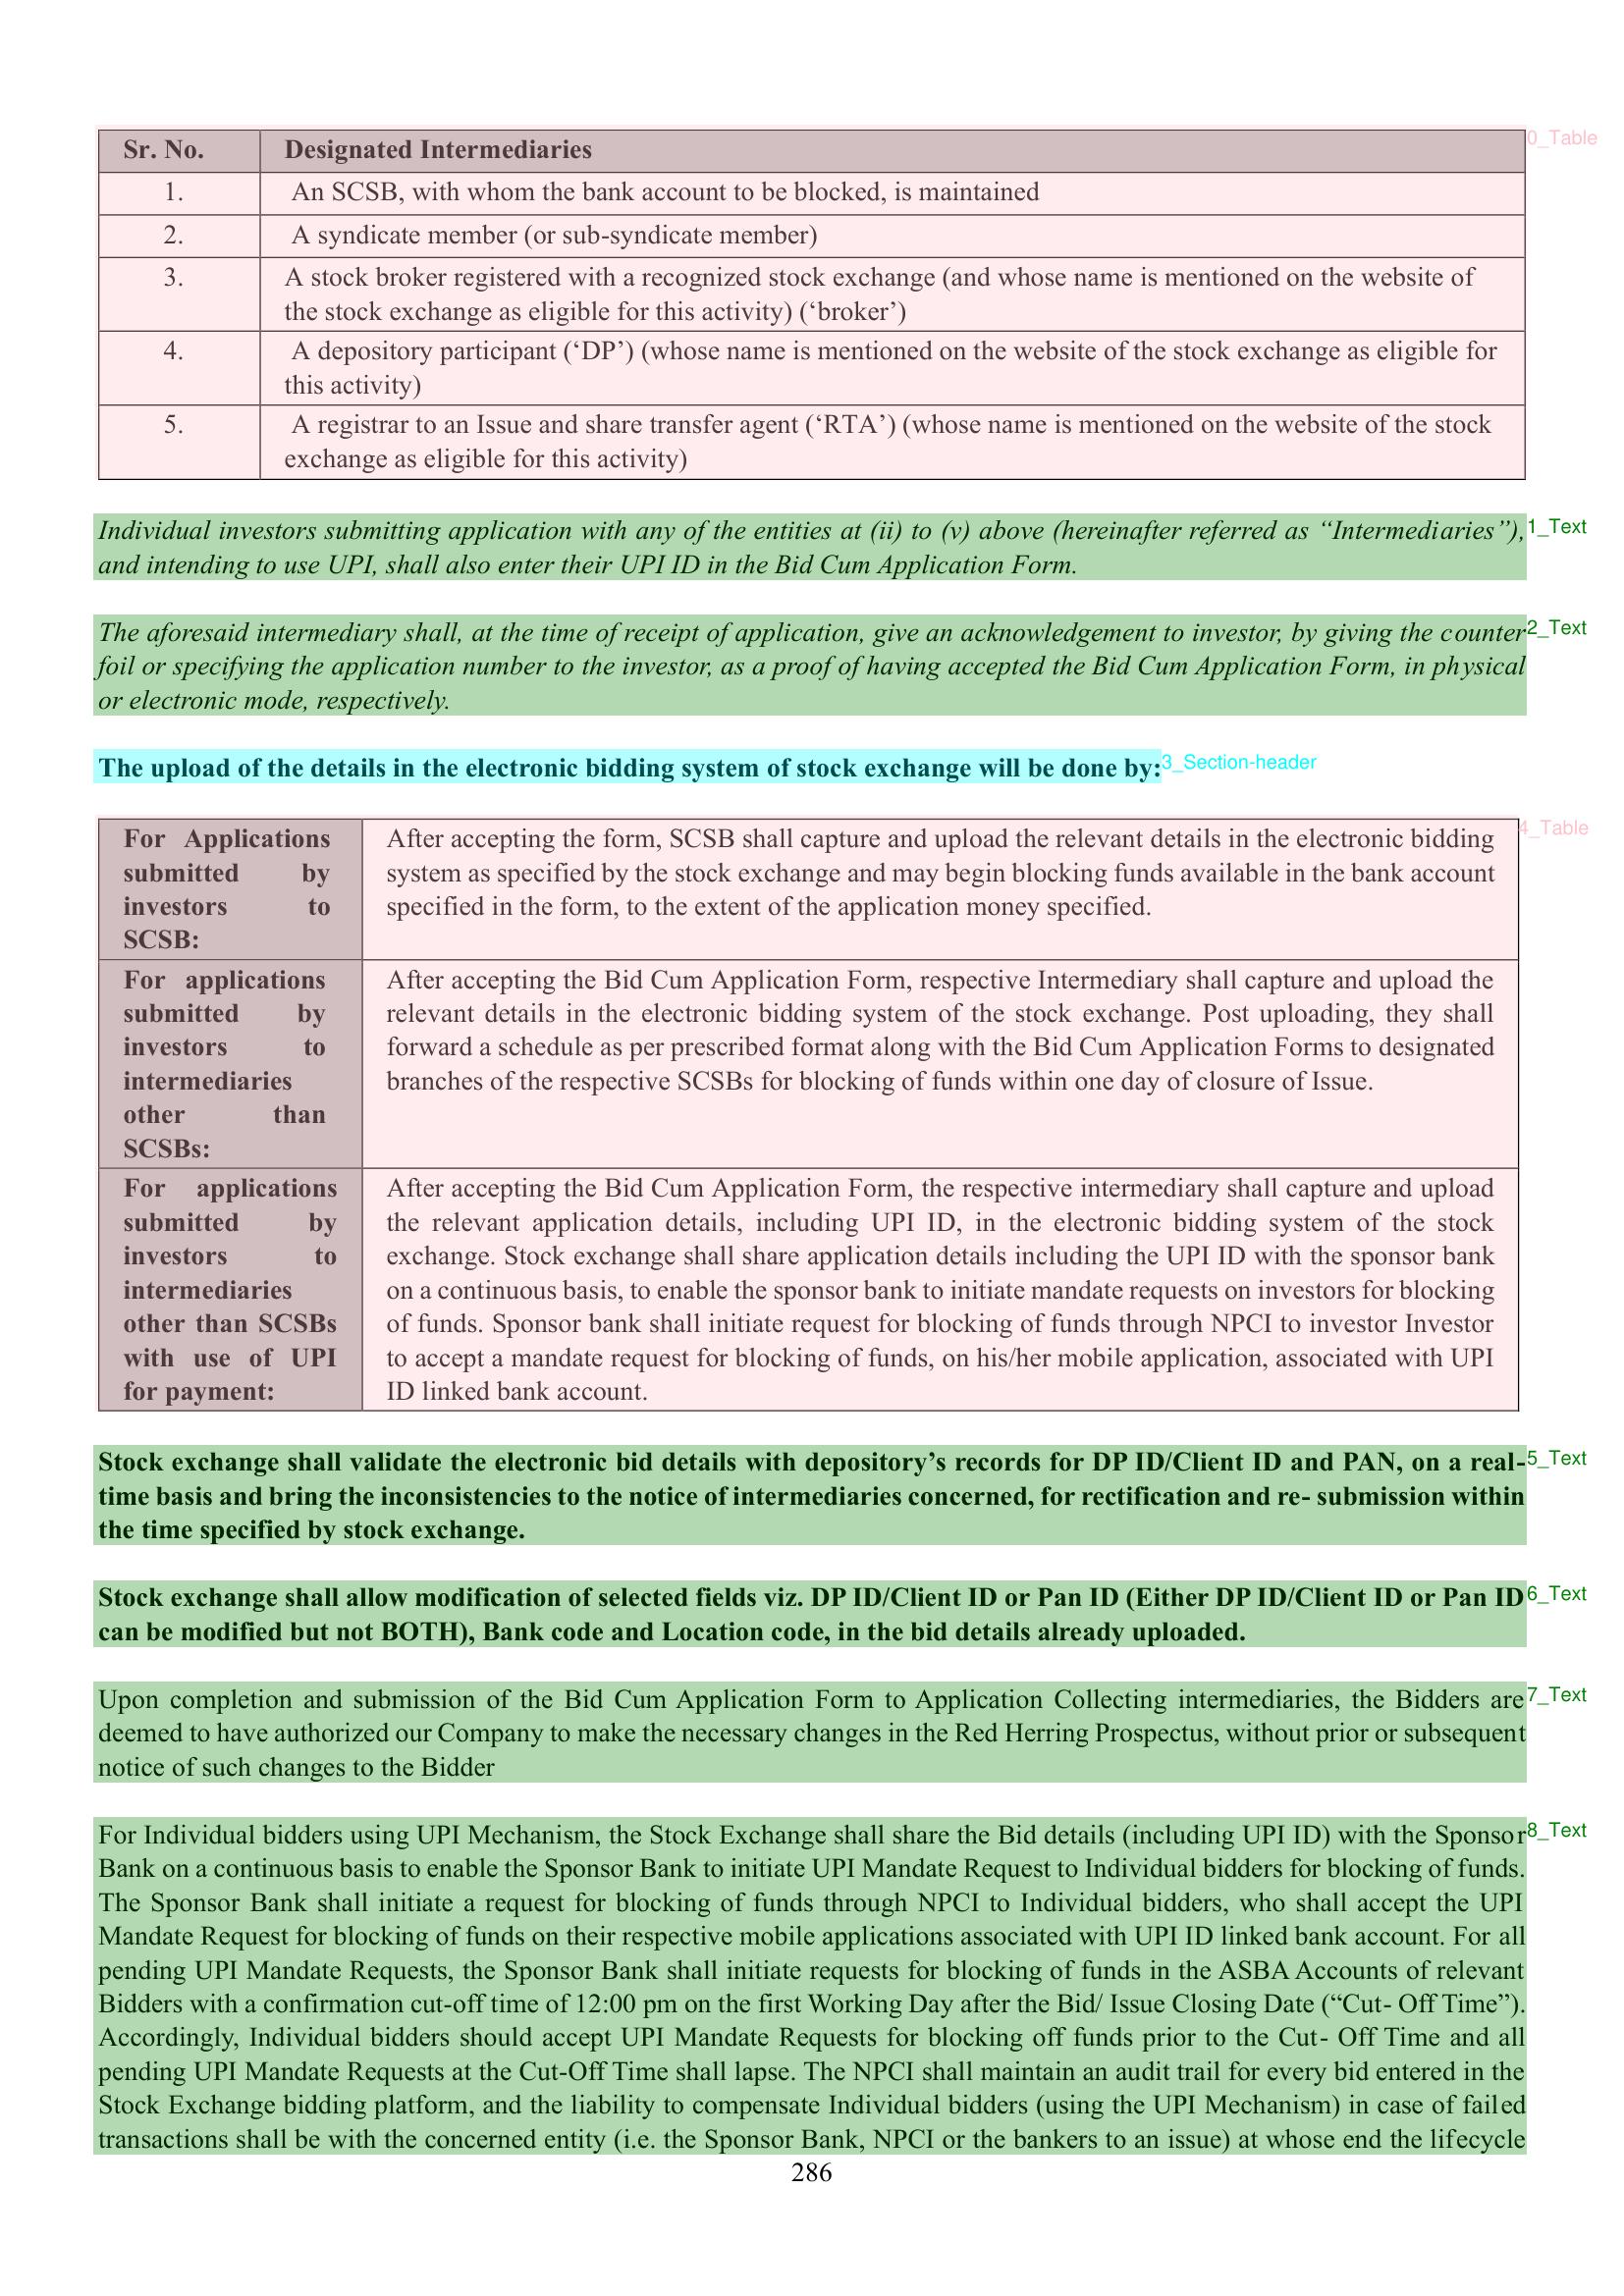 Sr. No. Designated Intermediaries
0_Table
1. An SCSB, with whom the bank account to be blocked, is maintained
2. A syndicate member (or sub-syndicate member)
3. A stock broker registered with a recognized stock exchange (and whose name is mentioned on the website of
the stock exchange as eligible for this activity) (‘broker’)
4. A depository participant (‘DP’) (whose name is mentioned on the website of the stock exchange as eligible for
this activity)
5. A registrar to an Issue and share transfer agent (‘RTA’) (whose name is mentioned on the website of the stock
exchange as eligible for this activity)
Individual investors submitting application with any of the entities at (ii) to (v) above (hereinafter referred as “Intermediaries”),
1_Text
and intending to use UPI, shall also enter their UPI ID in the Bid Cum Application Form.
The aforesaid intermediary shall, at the time of receipt of application, give an acknowledgement to investor, by giving the counter
2_Text
foil or specifying the application number to the investor, as a proof of having accepted the Bid Cum Application Form, in physical
or electronic mode, respectively.
The upload of the details in the electronic bidding system of stock exchange will be done by:
3_Section-header
4_Table
For Applications
submitted by
investors to
SCSB:
After accepting the form, SCSB shall capture and upload the relevant details in the electronic bidding
system as specified by the stock exchange and may begin blocking funds available in the bank account
specified in the form, to the extent of the application money specified.
For applications
submitted by
investors to
intermediaries
other than
SCSBs:
After accepting the Bid Cum Application Form, respective Intermediary shall capture and upload the
relevant details in the electronic bidding system of the stock exchange. Post uploading, they shall
forward a schedule as per prescribed format along with the Bid Cum Application Forms to designated
branches of the respective SCSBs for blocking of funds within one day of closure of Issue.
For applications
submitted by
investors to
intermediaries
other than SCSBs
with use of UPI
for payment:
After accepting the Bid Cum Application Form, the respective intermediary shall capture and upload
the relevant application details, including UPI ID, in the electronic bidding system of the stock
exchange. Stock exchange shall share application details including the UPI ID with the sponsor bank
on a continuous basis, to enable the sponsor bank to initiate mandate requests on investors for blocking
of funds. Sponsor bank shall initiate request for blocking of funds through NPCI to investor Investor
to accept a mandate request for blocking of funds, on his/her mobile application, associated with UPI
ID linked bank account.
Stock exchange shall validate the electronic bid details with depository’s records for DP ID/Client ID and PAN, on a real-
5_Text
time basis and bring the inconsistencies to the notice of intermediaries concerned, for rectification and re- submission within
the time specified by stock exchange.
Stock exchange shall allow modification of selected fields viz. DP ID/Client ID or Pan ID (Either DP ID/Client ID or Pan ID
6_Text
can be modified but not BOTH), Bank code and Location code, in the bid details already uploaded.
Upon completion and submission of the Bid Cum Application Form to Application Collecting intermediaries, the Bidders are
7_Text
deemed to have authorized our Company to make the necessary changes in the Red Herring Prospectus, without prior or subsequent
notice of such changes to the Bidder
For Individual bidders using UPI Mechanism, the Stock Exchange shall share the Bid details (including UPI ID) with the Sponsor
8_Text
Bank on a continuous basis to enable the Sponsor Bank to initiate UPI Mandate Request to Individual bidders for blocking of funds.
The Sponsor Bank shall initiate a request for blocking of funds through NPCI to Individual bidders, who shall accept the UPI
Mandate Request for blocking of funds on their respective mobile applications associated with UPI ID linked bank account. For all
pending UPI Mandate Requests, the Sponsor Bank shall initiate requests for blocking of funds in the ASBA Accounts of relevant
Bidders with a confirmation cut-off time of 12:00 pm on the first Working Day after the Bid/ Issue Closing Date (“Cut- Off Time”).
Accordingly, Individual bidders should accept UPI Mandate Requests for blocking off funds prior to the Cut- Off Time and all
pending UPI Mandate Requests at the Cut-Off Time shall lapse. The NPCI shall maintain an audit trail for every bid entered in the
Stock Exchange bidding platform, and the liability to compensate Individual bidders (using the UPI Mechanism) in case of failed
transactions shall be with the concerned entity (i.e. the Sponsor Bank, NPCI or the bankers to an issue) at whose end the lifecycle
286